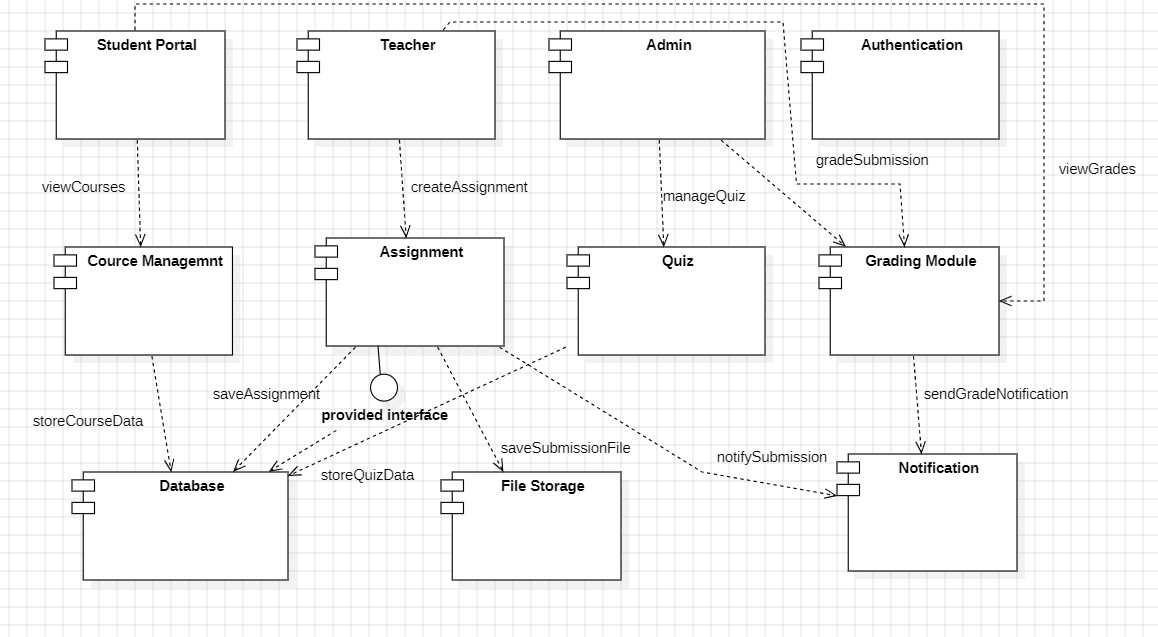 Student Portal
Teacher
Admin
Authentication
gradeSubmission
viewGrades
viewCourses
createAssignment
manageQuiz
Cource Managemnt
Assignment
Quiz
Grading Module
saveAssignment
sendGradeNotification
provided interface
storeCourseData
saveSubmissionFile
notifySubmission
storeQuizData
Notification
Database
File Storage